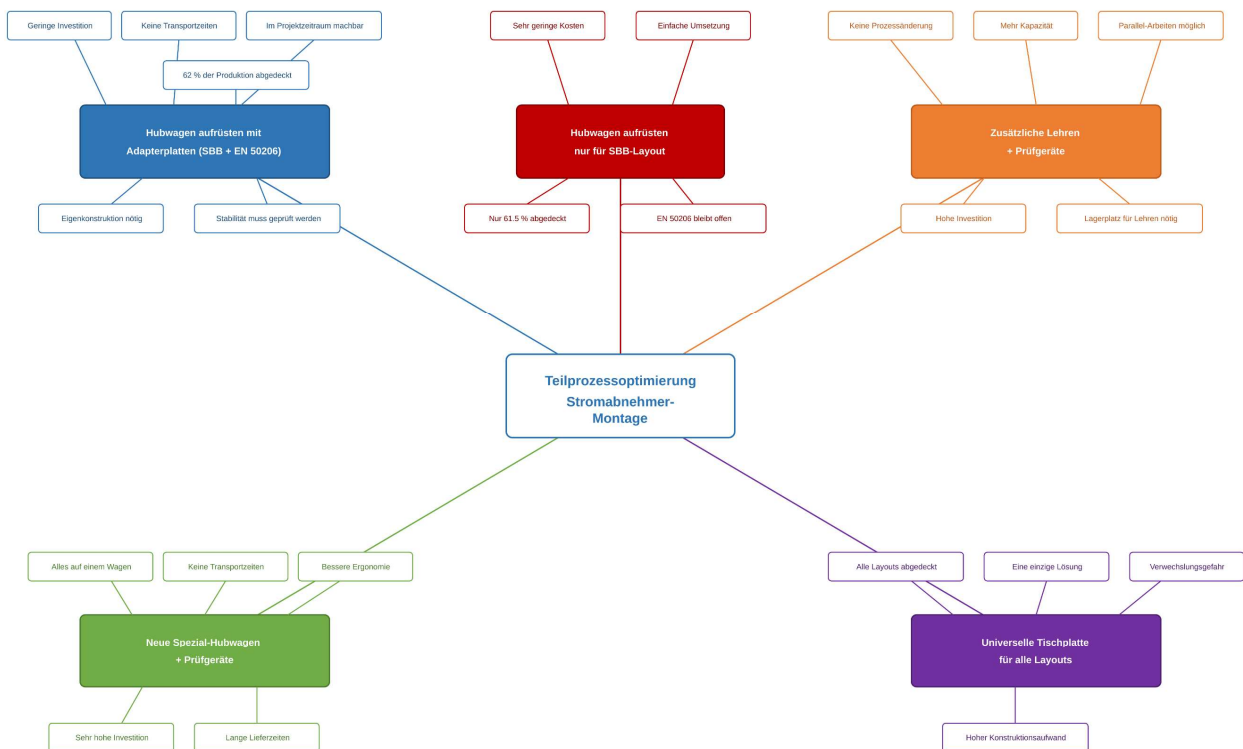 Geringe Investition
Keine Transportzeiten
Im Projektzeitraum machbar
62 % der Produktion abgedeckt
Hubwagen aufrüsten mit
Adapterplatten (SBB + EN 50206)
Eigenkonstruktion nötig
Stabilität muss geprüft werden
Sehr geringe Kosten
Einfache Umsetzung
Hubwagen aufrüsten
nur für SBB-Layout
Nur 61.5 % abgedeckt
EN 50206 bleibt offen
Keine Prozessänderung
Mehr Kapazität
Parallel-Arbeiten möglich
Zusätzliche Lehren
+ Prüfgeräte
Hohe Investition
Lagerplatz für Lehren nötig
Teilprozessoptimierung
Stromabnehmer-
Montage
Alles auf einem Wagen
Keine Transportzeiten
Bessere Ergonomie
Neue Spezial-Hubwagen
+ Prüfgeräte
Sehr hohe Investition
Lange Lieferzeiten
Alle Layouts abgedeckt
Eine einzige Lösung
Verwechslungsgefahr
Universelle Tischplatte
für alle Layouts
Hoher Konstruktionsaufwand